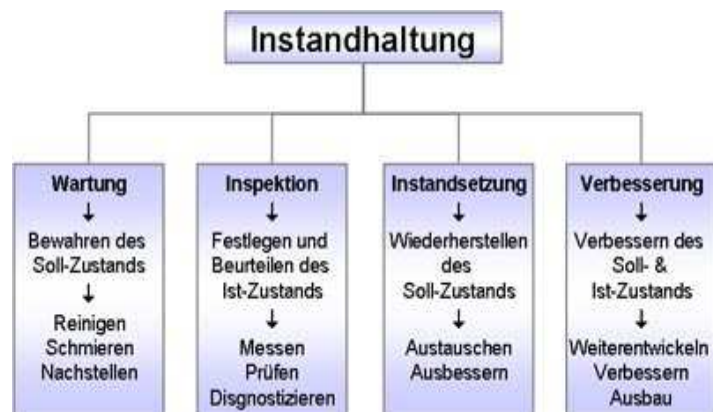 Instandhaltung
Wartung
↓
Bewahren des
Soll-Zustands
↓
Reinigen
Schmieren
Nachstellen
Inspektion
↓
Festlegen und
Beurteilen des
Ist-Zustands
↓
Messen
Prüfen
Disgnostizieren
Instandsetzung
↓
Wiederherstellen
des
Soll-Zustands
↓
Austauschen
Ausbessern
Verbesserung
↓
Verbessern des
Soll- &
Ist-Zustands
↓
Weiterentwickeln
Verbessern
Ausbau